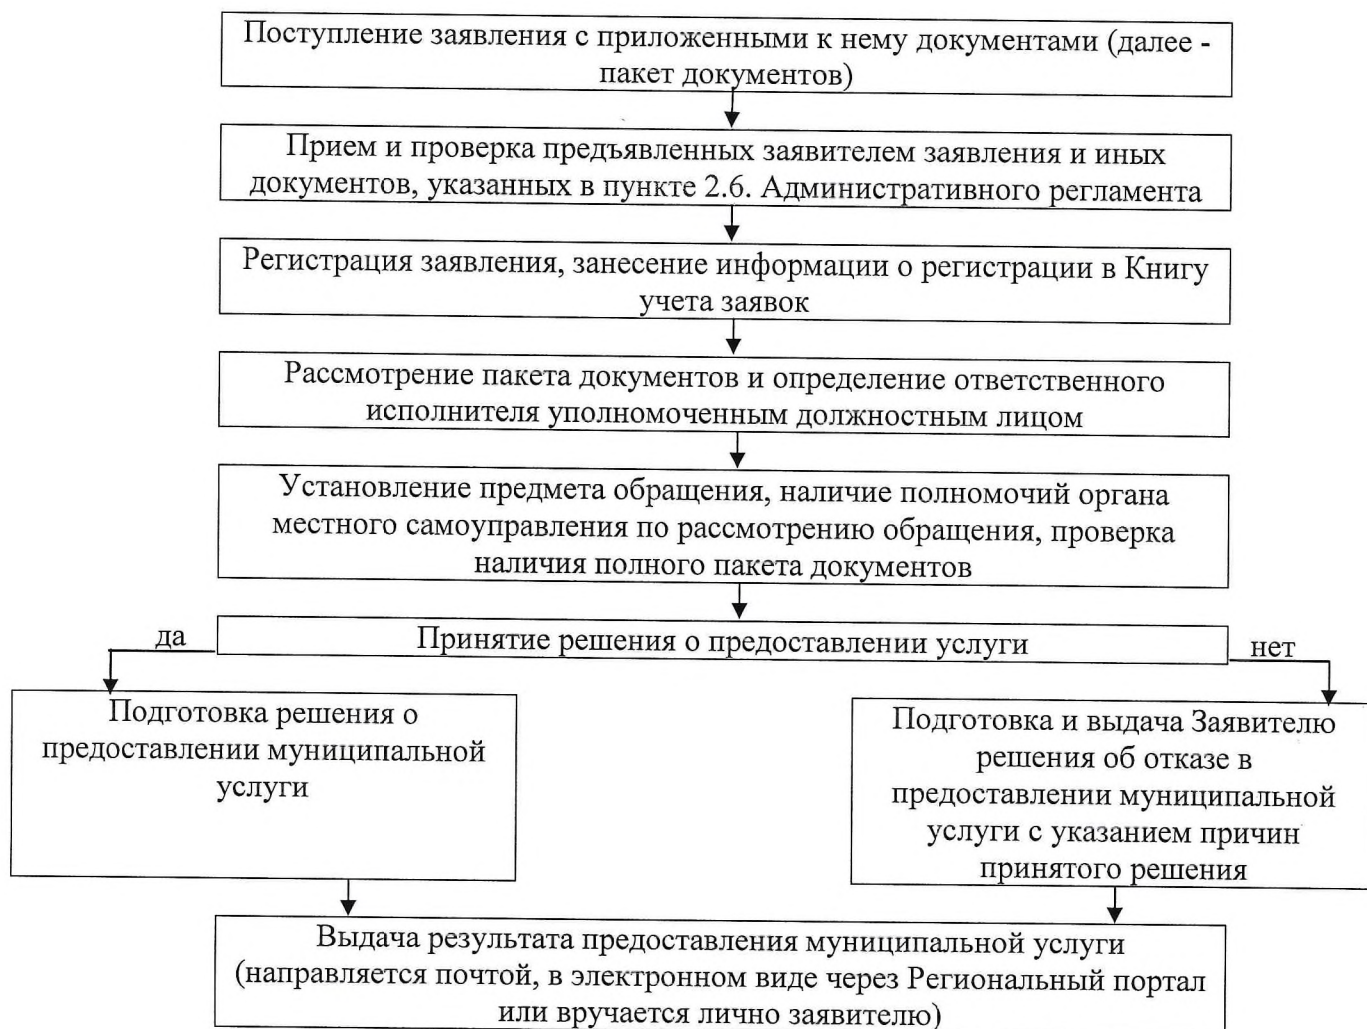 Поступление заявления с приложенными к нему документами (далее -
пакет документов)
Прием и проверка предъявленных заявителем заявления и иных
документов, указанных в пункте 2.6. Административного регламента
Регистрация заявления, занесение информации о регистрации в Книгу
учета заявок
Рассмотрение пакета документов и определение ответственного
исполнителя уполномоченным должностным лицом
Установление предмета обращения, наличие полномочий органа
местного самоуправления по рассмотрению обращения, проверка
наличия полного пакета документов
да
Принятие решения о предоставлении услуги
нет
Подготовка решения о
предоставлении муниципальной
услуги
Подготовка и выдача Заявителю
решения об отказе в
предоставлении муниципальной
услуги с указанием причин
принятого решения
Выдача результата предоставления муниципальной услуги
(направляется почтой, в электронном виде через Региональный портал
или вручается лично заявителю)